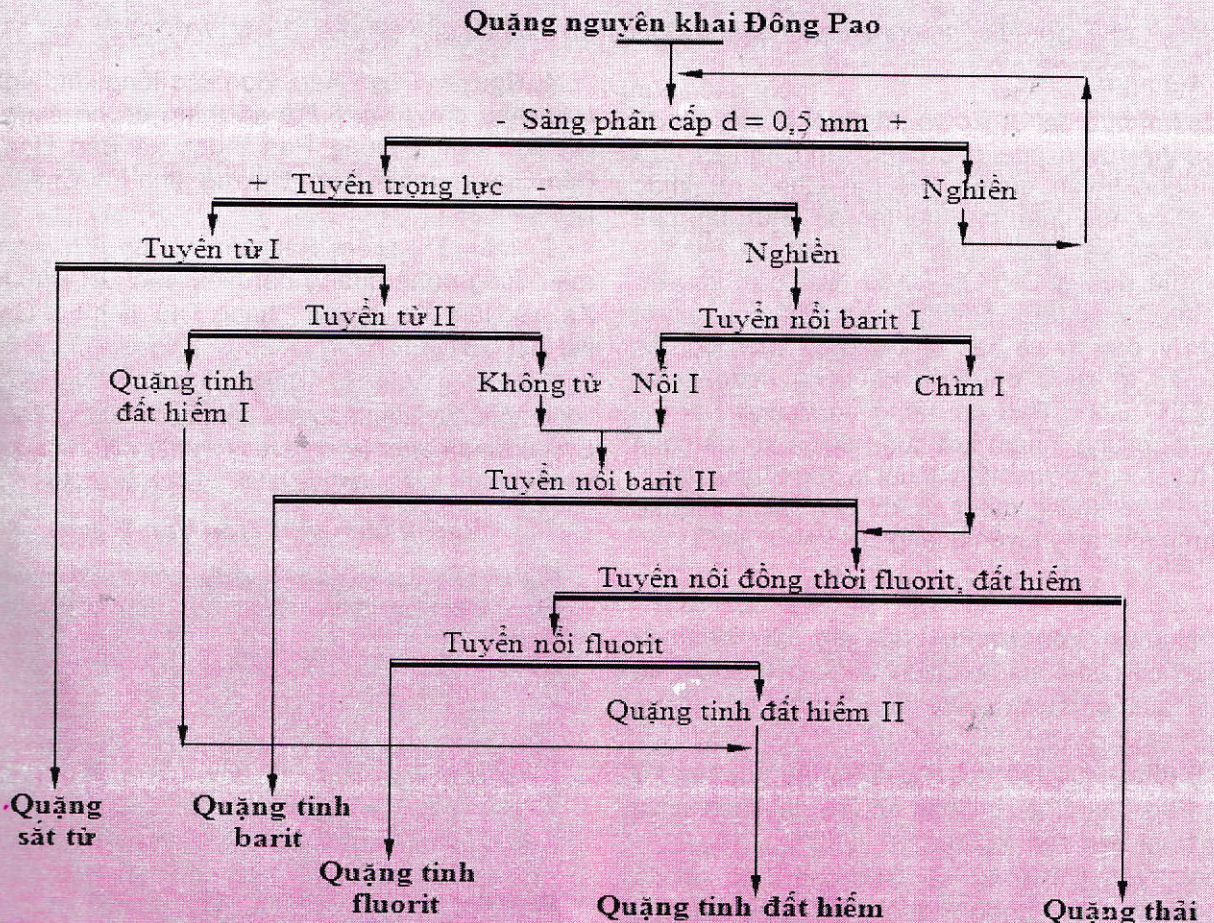 Quặng nguyên khai Đông Pao
- Sàng phân cấp d = 0,5 mm +
+ Tuyển trọng lực -
Nghiền
Tuyển từ I
Nghiền
Tuyển từ II
Tuyển nổi barit I
Quặng tinh
đất hiếm I
Không từ
Nổi I
Chìm I
Tuyển nổi barit II
Tuyển nổi đồng thời fluorit, đất hiếm
Tuyển nổi fluorit
Quặng tinh đất hiếm II
Quặng
sắt từ
Quặng tinh
barit
Quặng tinh
fluorit
Quặng tinh đất hiếm
Quặng thải